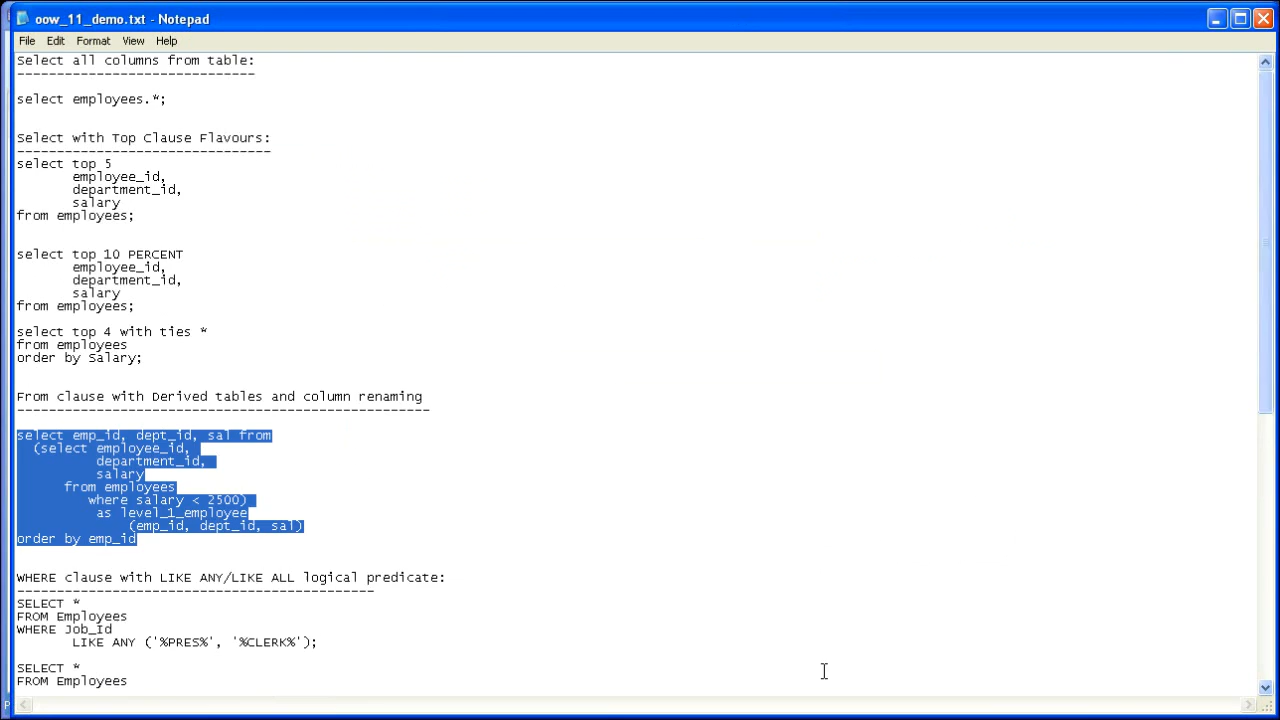 oow_11_demo.txt - Notepad
File Edit Format View Help
Select all columns from table:
------------------------------
select employees.*;
Select with Top Clause Flavours:
--------------------------------
select top 5
employee_id,
department_id,
salary
from employees;
select top 10 PERCENT
employee_id,
department_id,
salary
from employees;
select top 4 with ties *
from employees
order by Salary;
From clause with Derived tables and column renaming
----------------------------------------------------
select emp_id, dept_id, sal from
(select employee_id,
department_id,
salary
from employees
where salary < 2500)
as level_1_employee
(emp_id, dept_id, sal)
order by emp_id
WHERE clause with LIKE ANY/LIKE ALL logical predicate:
---------------------------------------------
SELECT *
FROM Employees
WHERE Job_Id
LIKE ANY ('%PRES%', '%CLERK%');
SELECT *
FROM Employees